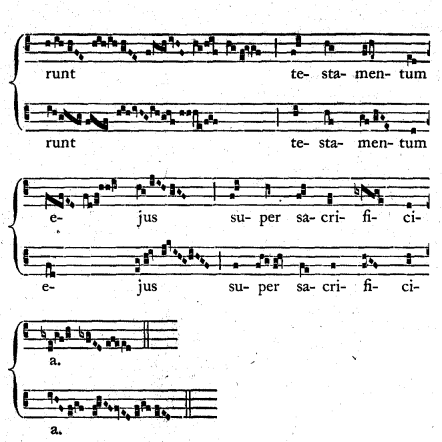 runt te- sta- men- tum
runt te- sta- men- tum
e- jus su- per sa- cri- fi- ci-
e- jus su- per sa- cri- fi- ci-
a.
a.